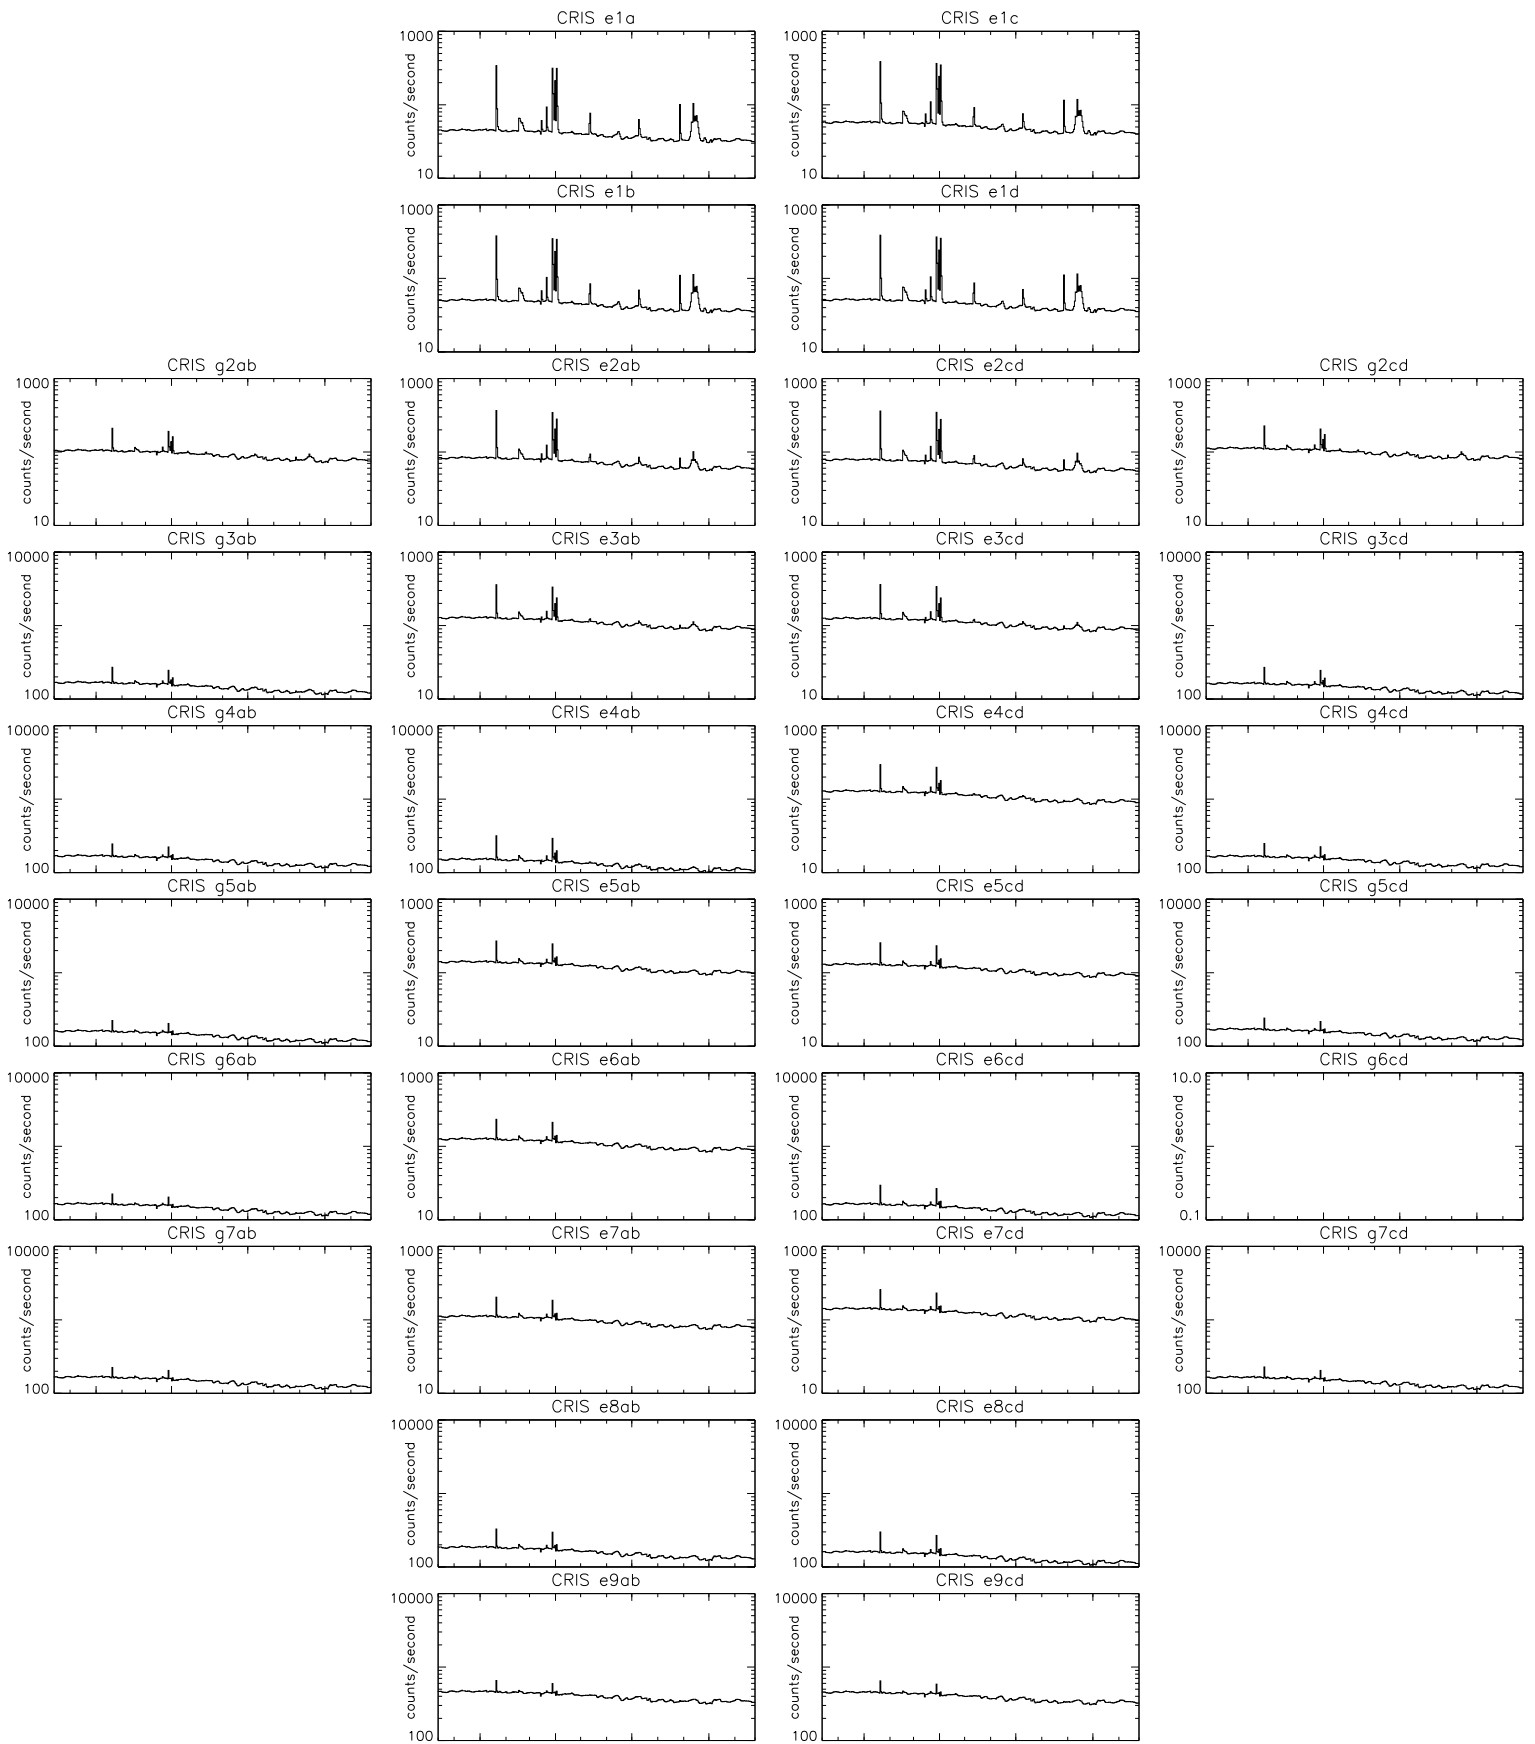 CRIS e1a
CRIS e1c
1000
counts/second
10
1000
counts/second
10
CRIS e1b
CRIS e1d
1000
counts/second
10
1000
counts/second
10
CRIS g2ab
CRIS e2ab
CRIS e2cd
CRIS g2cd
1000
counts/second
10
1000
counts/second
10
1000
counts/second
10
1000
counts/second
10
CRIS g3ab
CRIS e3ab
CRIS e3cd
CRIS g3cd
10000
counts/second
100
1000
counts/second
10
1000
counts/second
10
10000
counts/second
100
CRIS g4ab
CRIS e4ab
CRIS e4cd
CRIS g4cd
10000
counts/second
100
10000
counts/second
100
1000
counts/second
10
10000
counts/second
100
CRIS g5ab
CRIS e5ab
CRIS e5cd
CRIS g5cd
10000
counts/second
100
1000
counts/second
10
1000
counts/second
10
10000
counts/second
100
CRIS g6ab
CRIS e6ab
CRIS e6cd
CRIS g6cd
10000
counts/second
100
1000
counts/second
10
10000
counts/second
100
10.0
counts/second
0.1
CRIS g7ab
CRIS e7ab
CRIS e7cd
CRIS g7cd
10000
counts/second
100
1000
counts/second
10
1000
counts/second
10
10000
counts/second
100
CRIS e8ab
CRIS e8cd
10000
counts/second
100
10000
counts/second
100
CRIS e9ab
CRIS e9cd
10000
counts/second
100
10000
counts/second
100